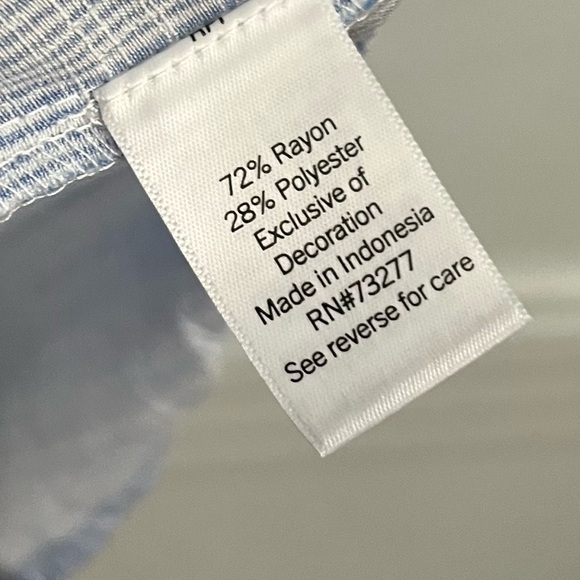 72% Rayon
28% Polyester
Exclusive of
Decoration
Made in Indonesia
RN#73277
See reverse for care